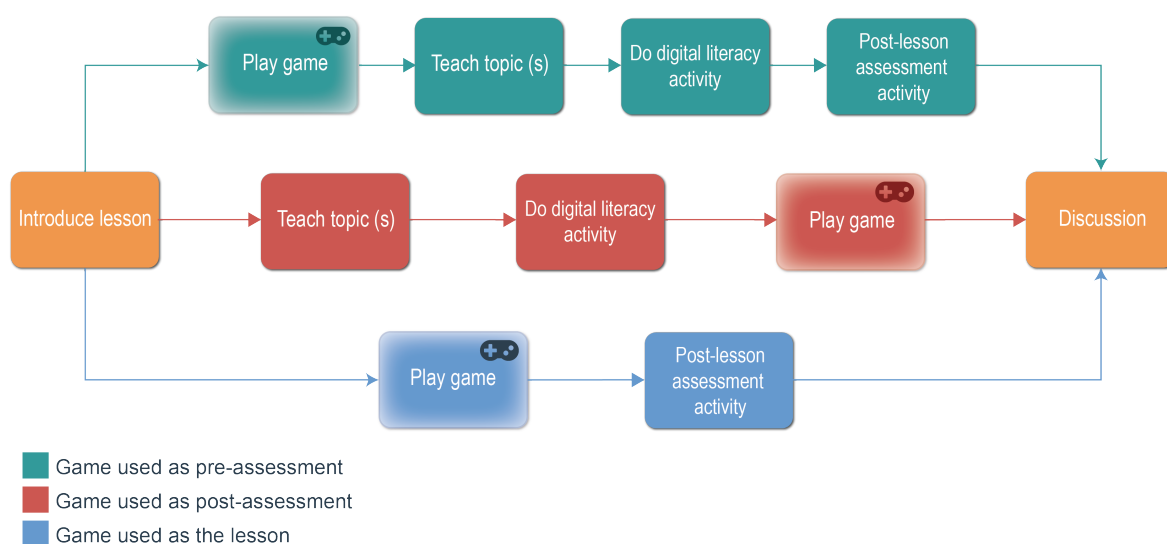 Play game
Teach topic (s)
Do digital literacy
activity
Post-lesson
assessment
activity
Introduce lesson
Teach topic (s)
Do digital literacy
activity
Play game
Discussion
Play game
Post-lesson
assessment
activity
Game used as pre-assessment
Game used as post-assessment
Game used as the lesson